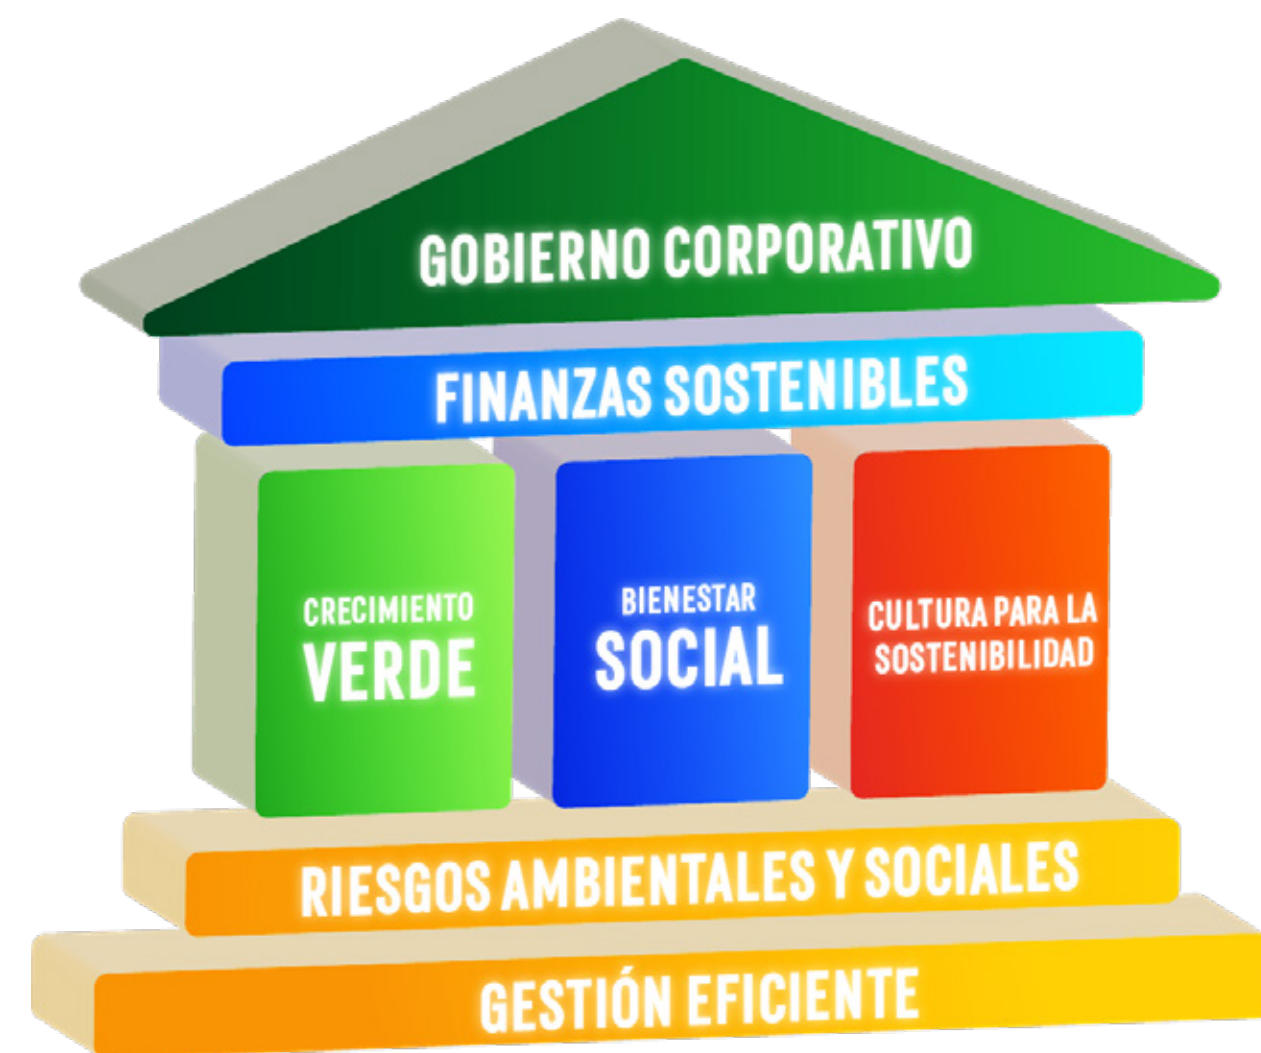 GOBIERNO CORPORATIVO
FINANZAS SOSTENIBLES
CRECIMIENTO
VERDE
BIENESTAR
SOCIAL
CULTURA PARA LA
SOSTENIBILIDAD
RIESGOS AMBIENTALES Y SOCIALES
GESTIÓN EFICIENTE